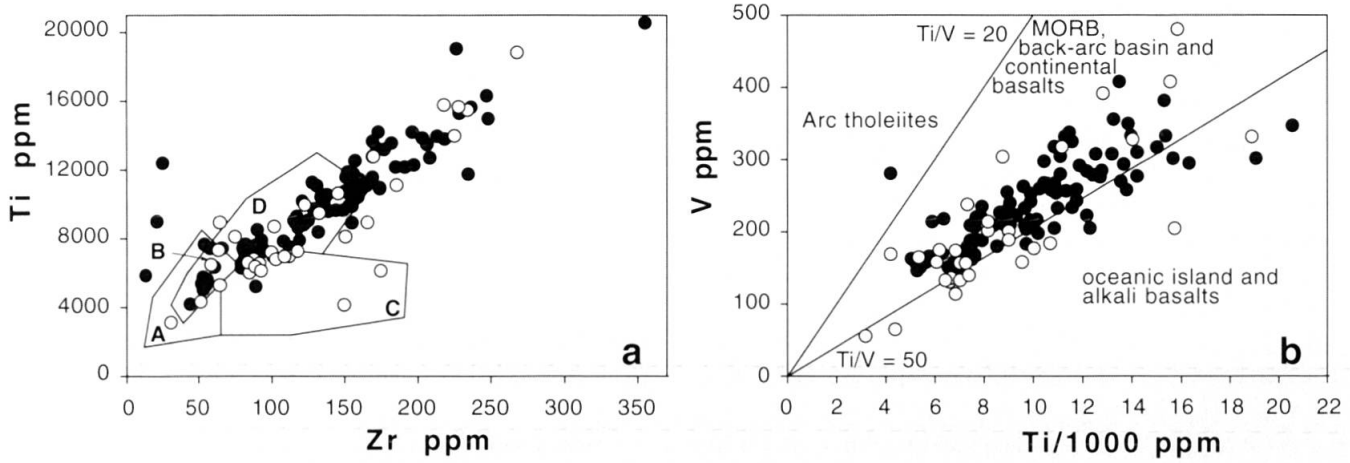 20000
16000
12000
8000
4000
0
Ti ppm
D
B
A
C
a
0 50 100 150 200 250 300 350
Zr ppm
500
400
300
200
100
0
V ppm
Ti/V = 20
MORB,
back-arc basin and
continental
basalts
Arc tholeiites
oceanic island and
alkali basalts
Ti/V = 50
b
0 2 4 6 8 10 12 14 16 18 20 22
Ti/1000 ppm